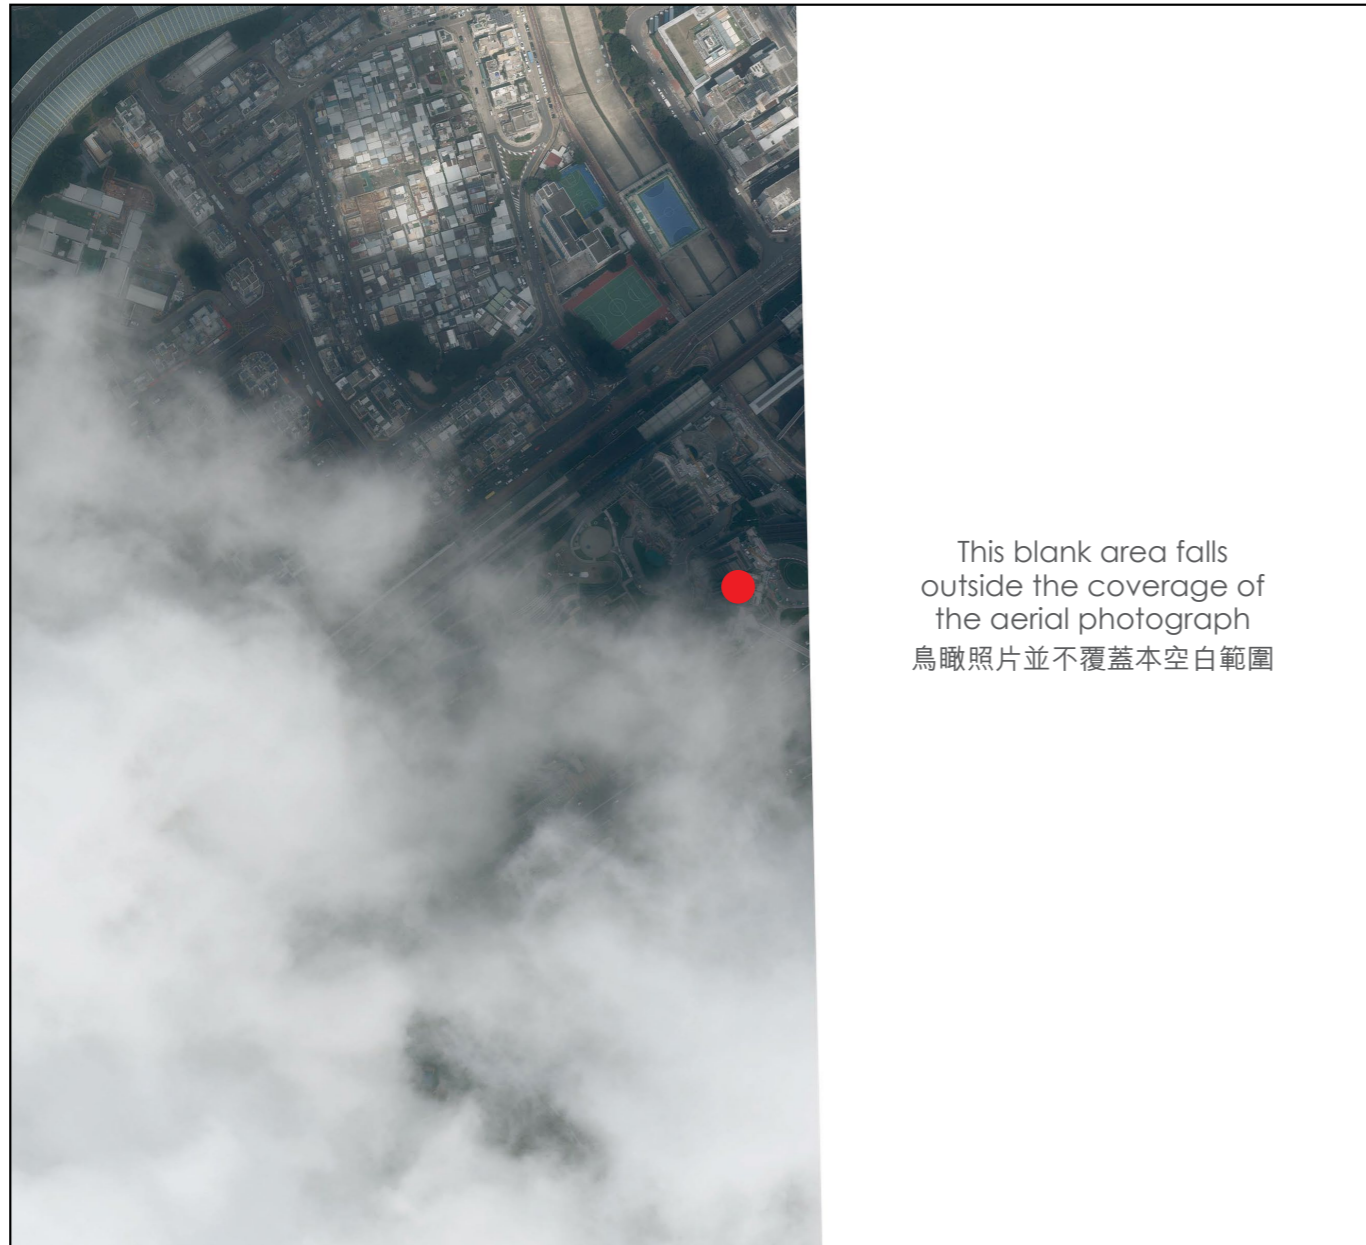 This blank area falls
outside the coverage of
the aerial photograph
鳥瞰照片並不覆蓋本空白範圍